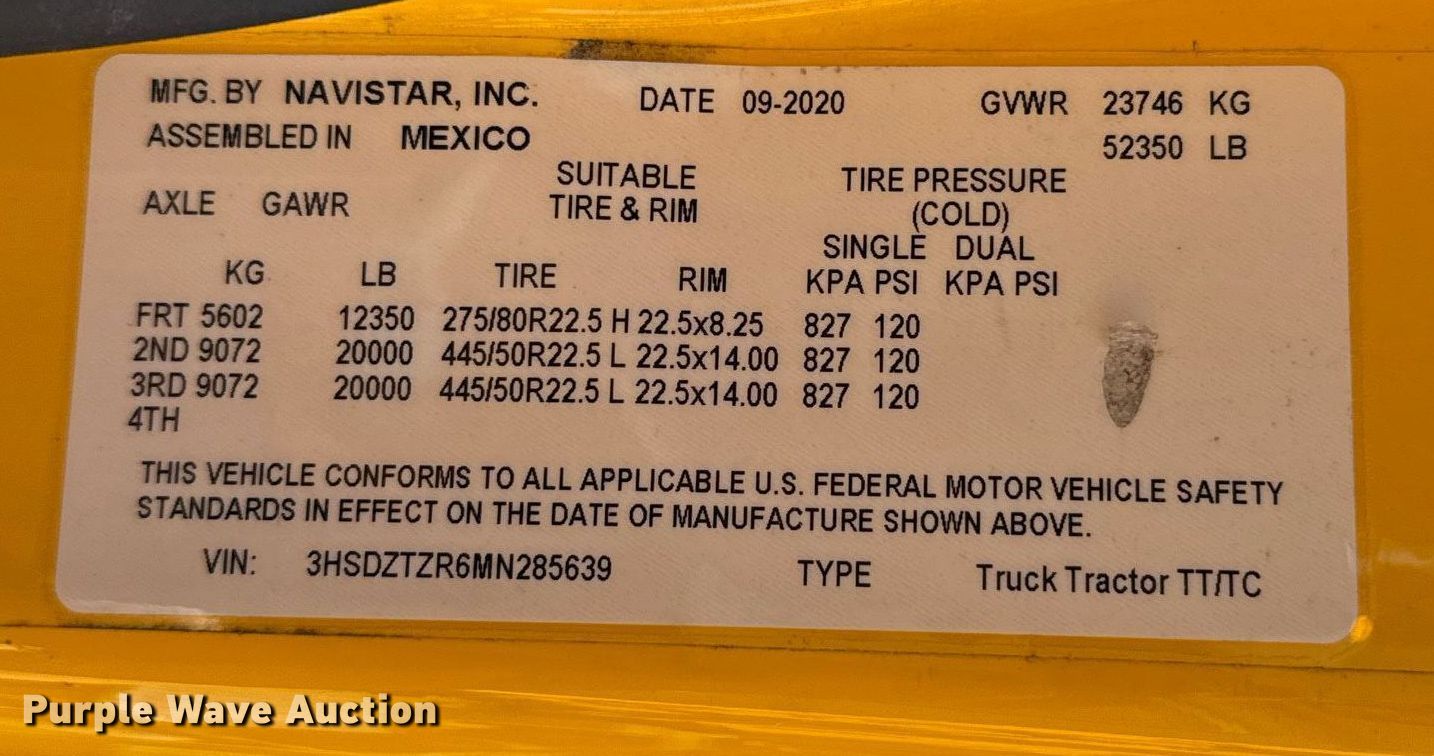 MFG. BY NAVISTAR, INC. DATE 09-2020 GVWR 23746 KG
ASSEMBLED IN MEXICO 52350 LB
AXLE GAWR SUITABLE TIRE & RIM TIRE PRESSURE (COLD)
SINGLE DUAL
KG LB TIRE RIM KPA PSI KPA PSI
FRT 5602 12350 275/80R22.5 H 22.5x8.25 827 120
2ND 9072 20000 445/50R22.5 L 22.5x14.00 827 120
3RD 9072 20000 445/50R22.5 L 22.5x14.00 827 120
4TH
THIS VEHICLE CONFORMS TO ALL APPLICABLE U.S. FEDERAL MOTOR VEHICLE SAFETY
STANDARDS IN EFFECT ON THE DATE OF MANUFACTURE SHOWN ABOVE.
VIN: 3HSDZTZR6MN285639 TYPE Truck Tractor TT/TC
Purple Wave Auction